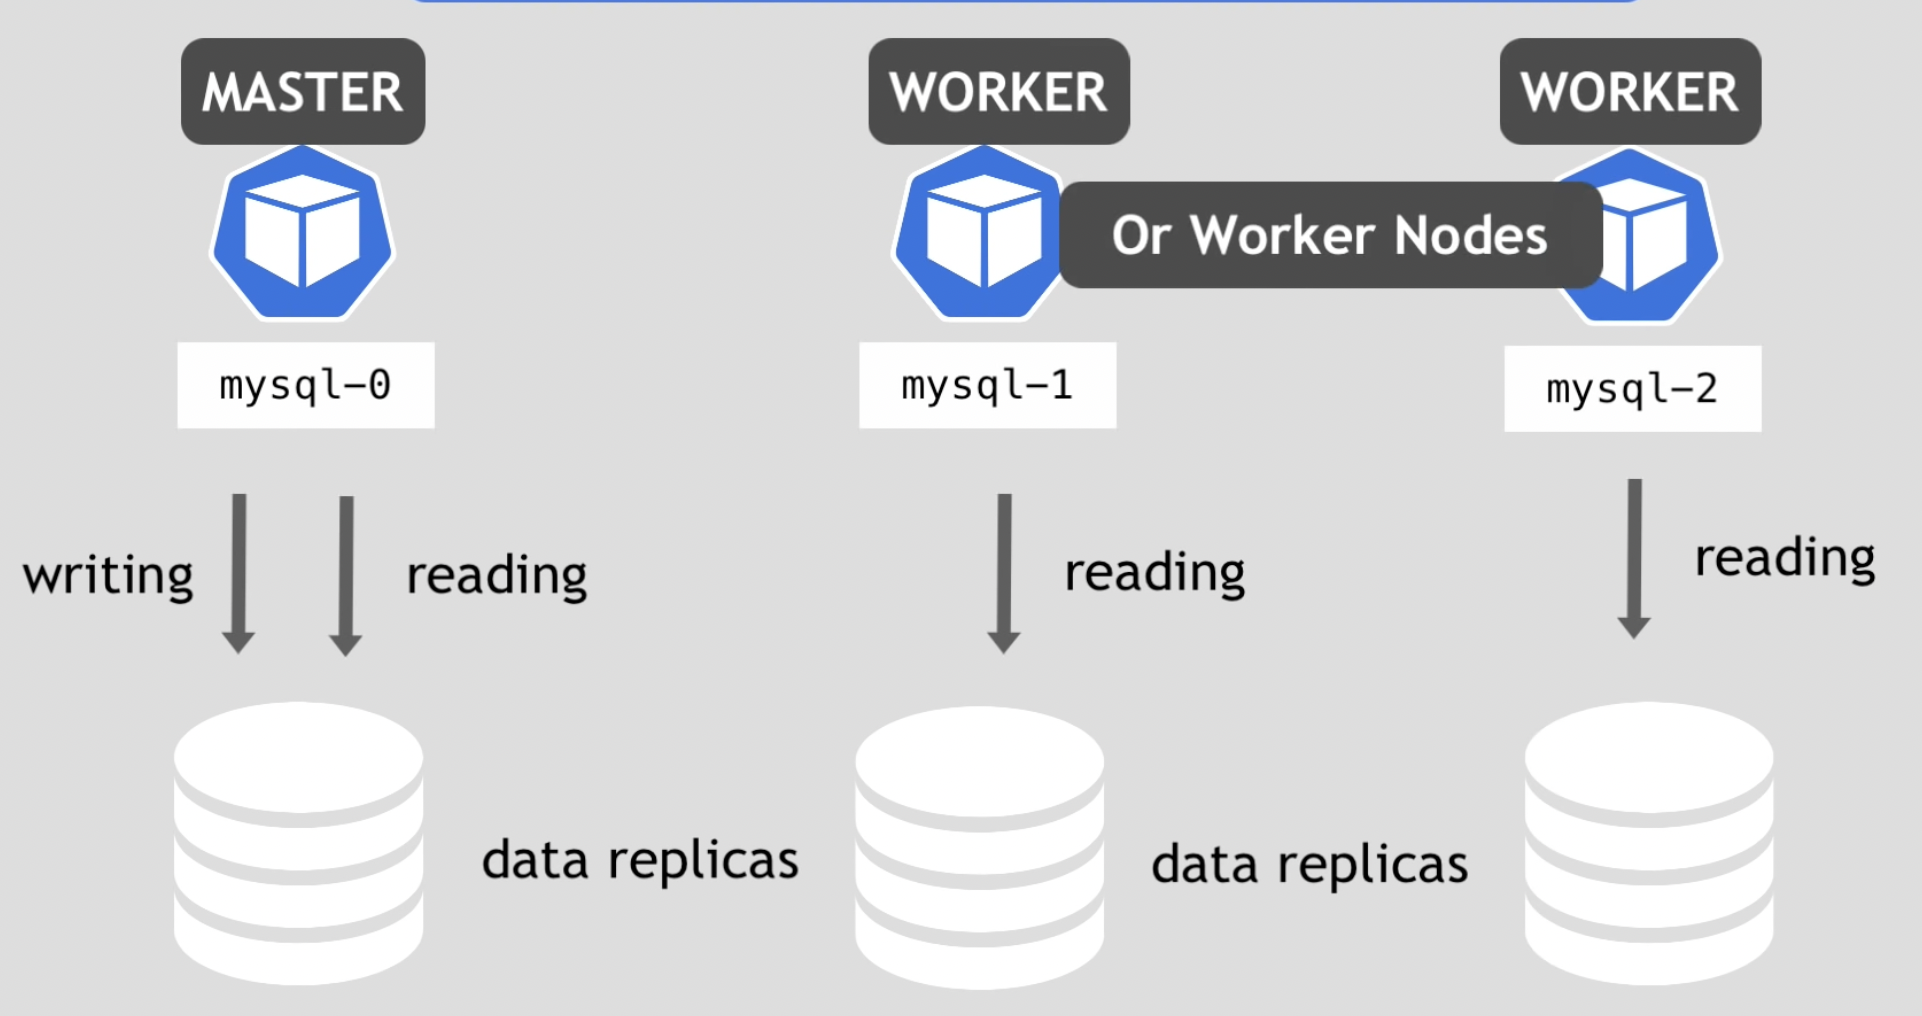 MASTER
WORKER
WORKER
Or Worker Nodes
mysql-0
mysql-1
mysql-2
writing
reading
reading
reading
data replicas
data replicas